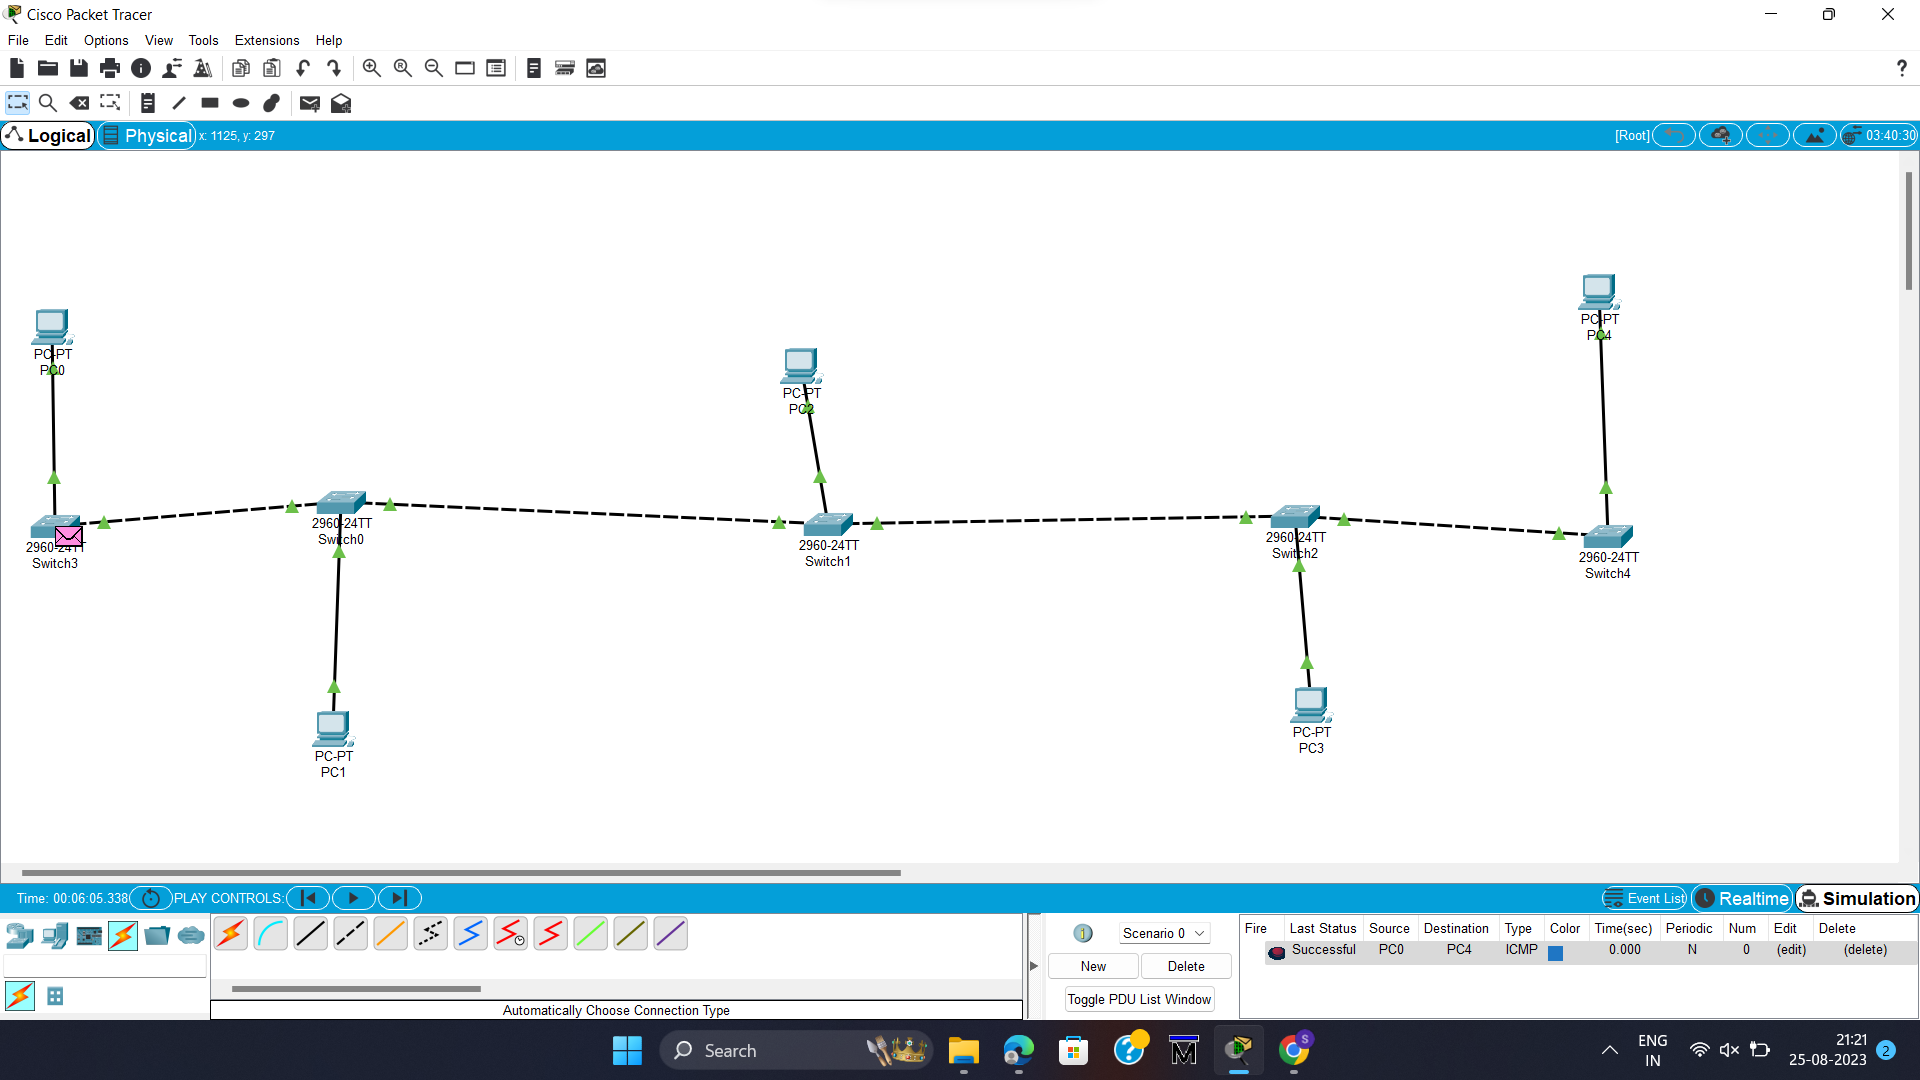 Cisco Packet Tracer
File Edit Options View Tools Extensions Help
?
Logical Physical x: 1125, y: 297 [Root] 03:40:30
PC-PT
PC4
PC-PT
PC0
PC-PT
PC2
2960-24TT
Switch3
2960-24TT
Switch0
2960-24TT
Switch1
2960-24TT
Switch2
2960-24TT
Switch4
PC-PT
PC1
PC-PT
PC3
Time: 00:06:05.338 PLAY CONTROLS: Event List Realtime Simulation
Scenario 0
New Delete
Toggle PDU List Window
Fire Last Status Source Destination Type Color Time(sec) Periodic Num Edit Delete
Successful PC0 PC4 ICMP 0.000 N 0 (edit) (delete)
Automatically Choose Connection Type
Search
ENG
IN
21:21
25-08-2023
2